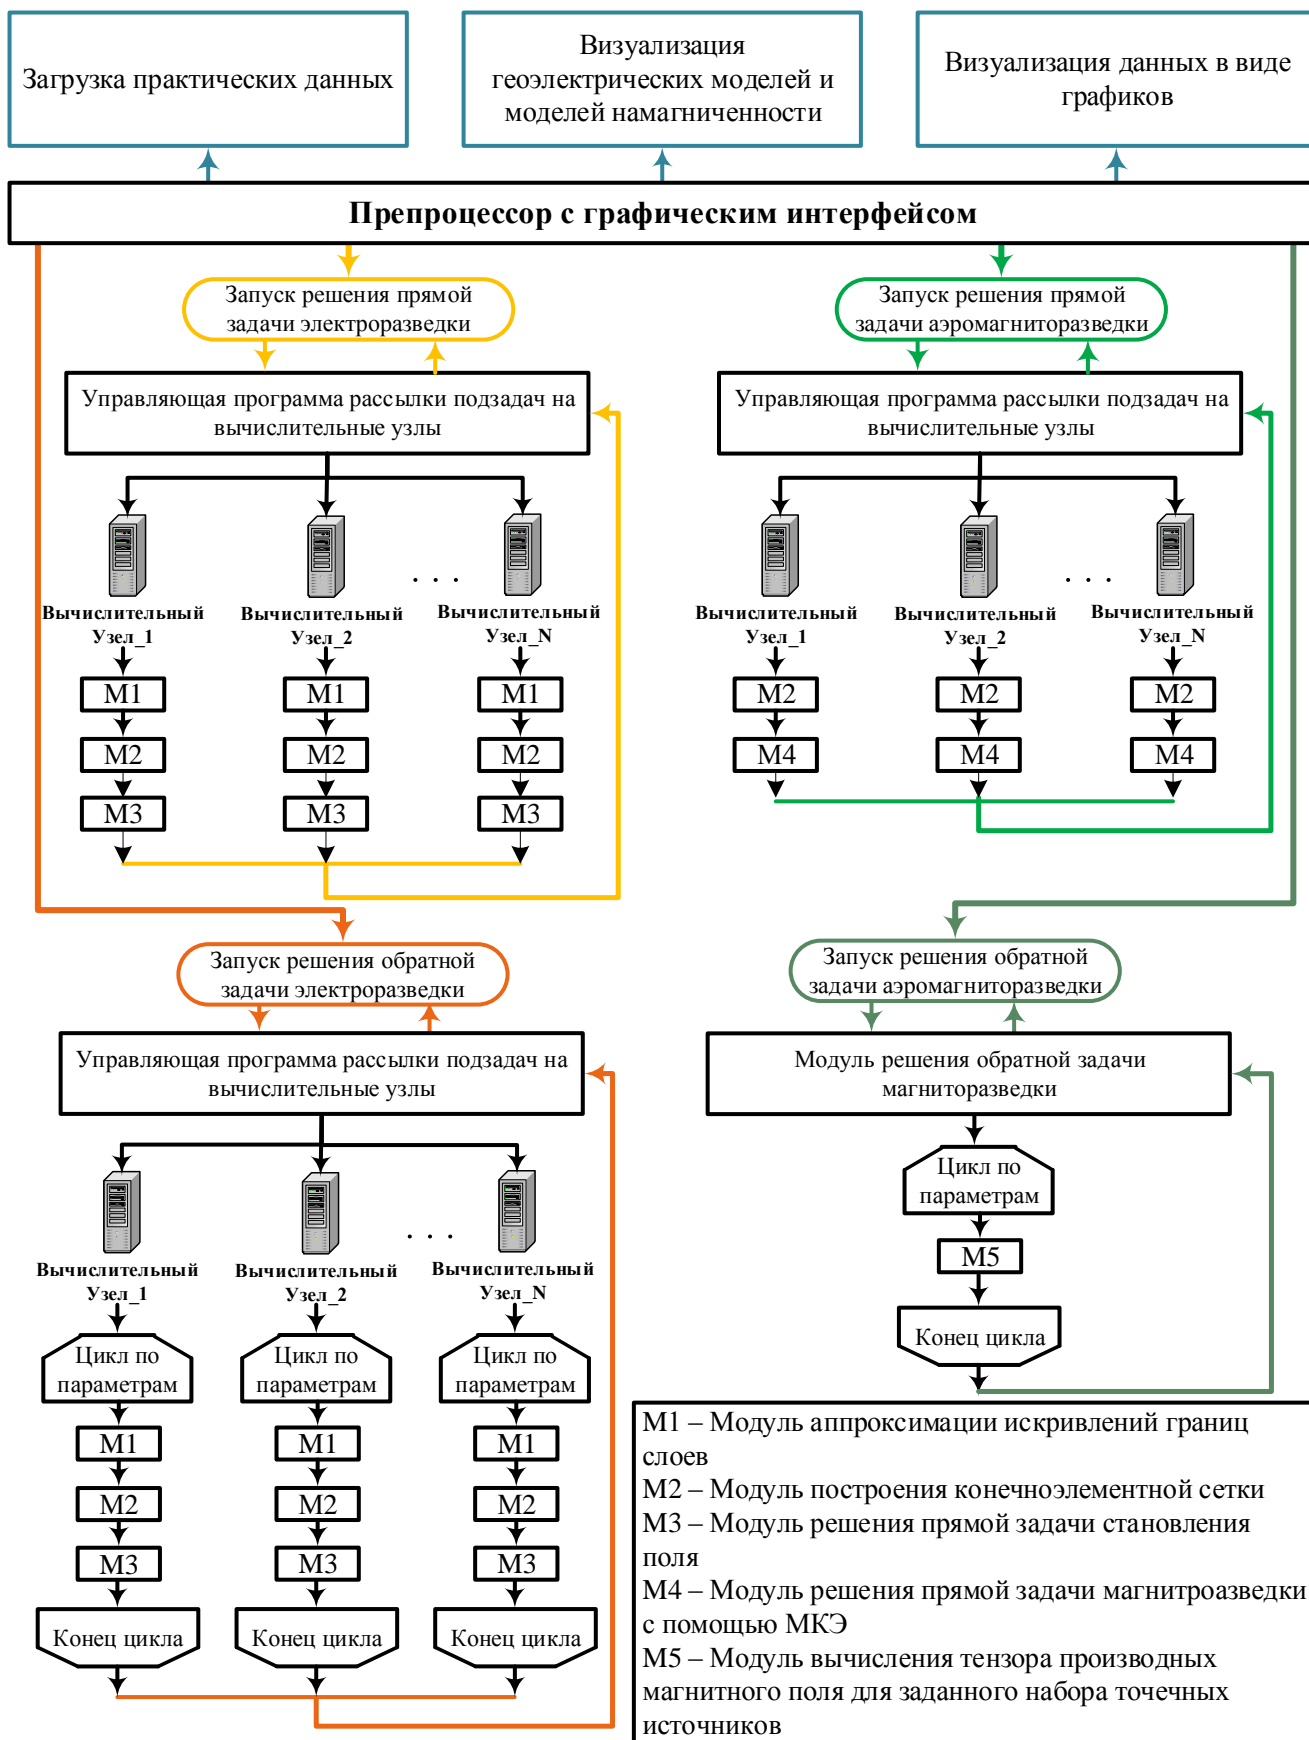 Загрузка практических данных
Визуализация
геоэлектрических моделей и
моделей намагниченности
Визуализация данных в виде
графиков
Препроцессор с графическим интерфейсом
Запуск решения прямой
задачи электроразведки
Запуск решения прямой
задачи аэромагниторазведки
Управляющая программа рассылки подзадач на
вычислительные узлы
Управляющая программа рассылки подзадач на
вычислительные узлы
. . .
Вычислительный
Узел_1
Вычислительный
Узел_2
Вычислительный
Узел_N
M1
M1
M1
M2
M2
M2
M3
M3
M3
. . .
Вычислительный
Узел_1
Вычислительный
Узел_2
Вычислительный
Узел_N
M2
M2
M2
M4
M4
M4
Запуск решения обратной
задачи электроразведки
Запуск решения обратной
задачи аэромагниторазведки
Управляющая программа рассылки подзадач на
вычислительные узлы
Модуль решения обратной задачи
магниторазведки
. . .
Вычислительный
Узел_1
Вычислительный
Узел_2
Вычислительный
Узел_N
Цикл по
параметрам
Цикл по
параметрам
Цикл по
параметрам
M1
M1
M1
M2
M2
M2
M3
M3
M3
Конец цикла
Конец цикла
Конец цикла
Цикл по
параметрам
M5
Конец цикла
M1 – Модуль аппроксимации искривлений границ
слоев
M2 – Модуль построения конечноэлементной сетки
M3 – Модуль решения прямой задачи становления
поля
M4 – Модуль решения прямой задачи магнитроазведки
с помощью МКЭ
M5 – Модуль вычисления тензора производных
магнитного поля для заданного набора точечных
источников